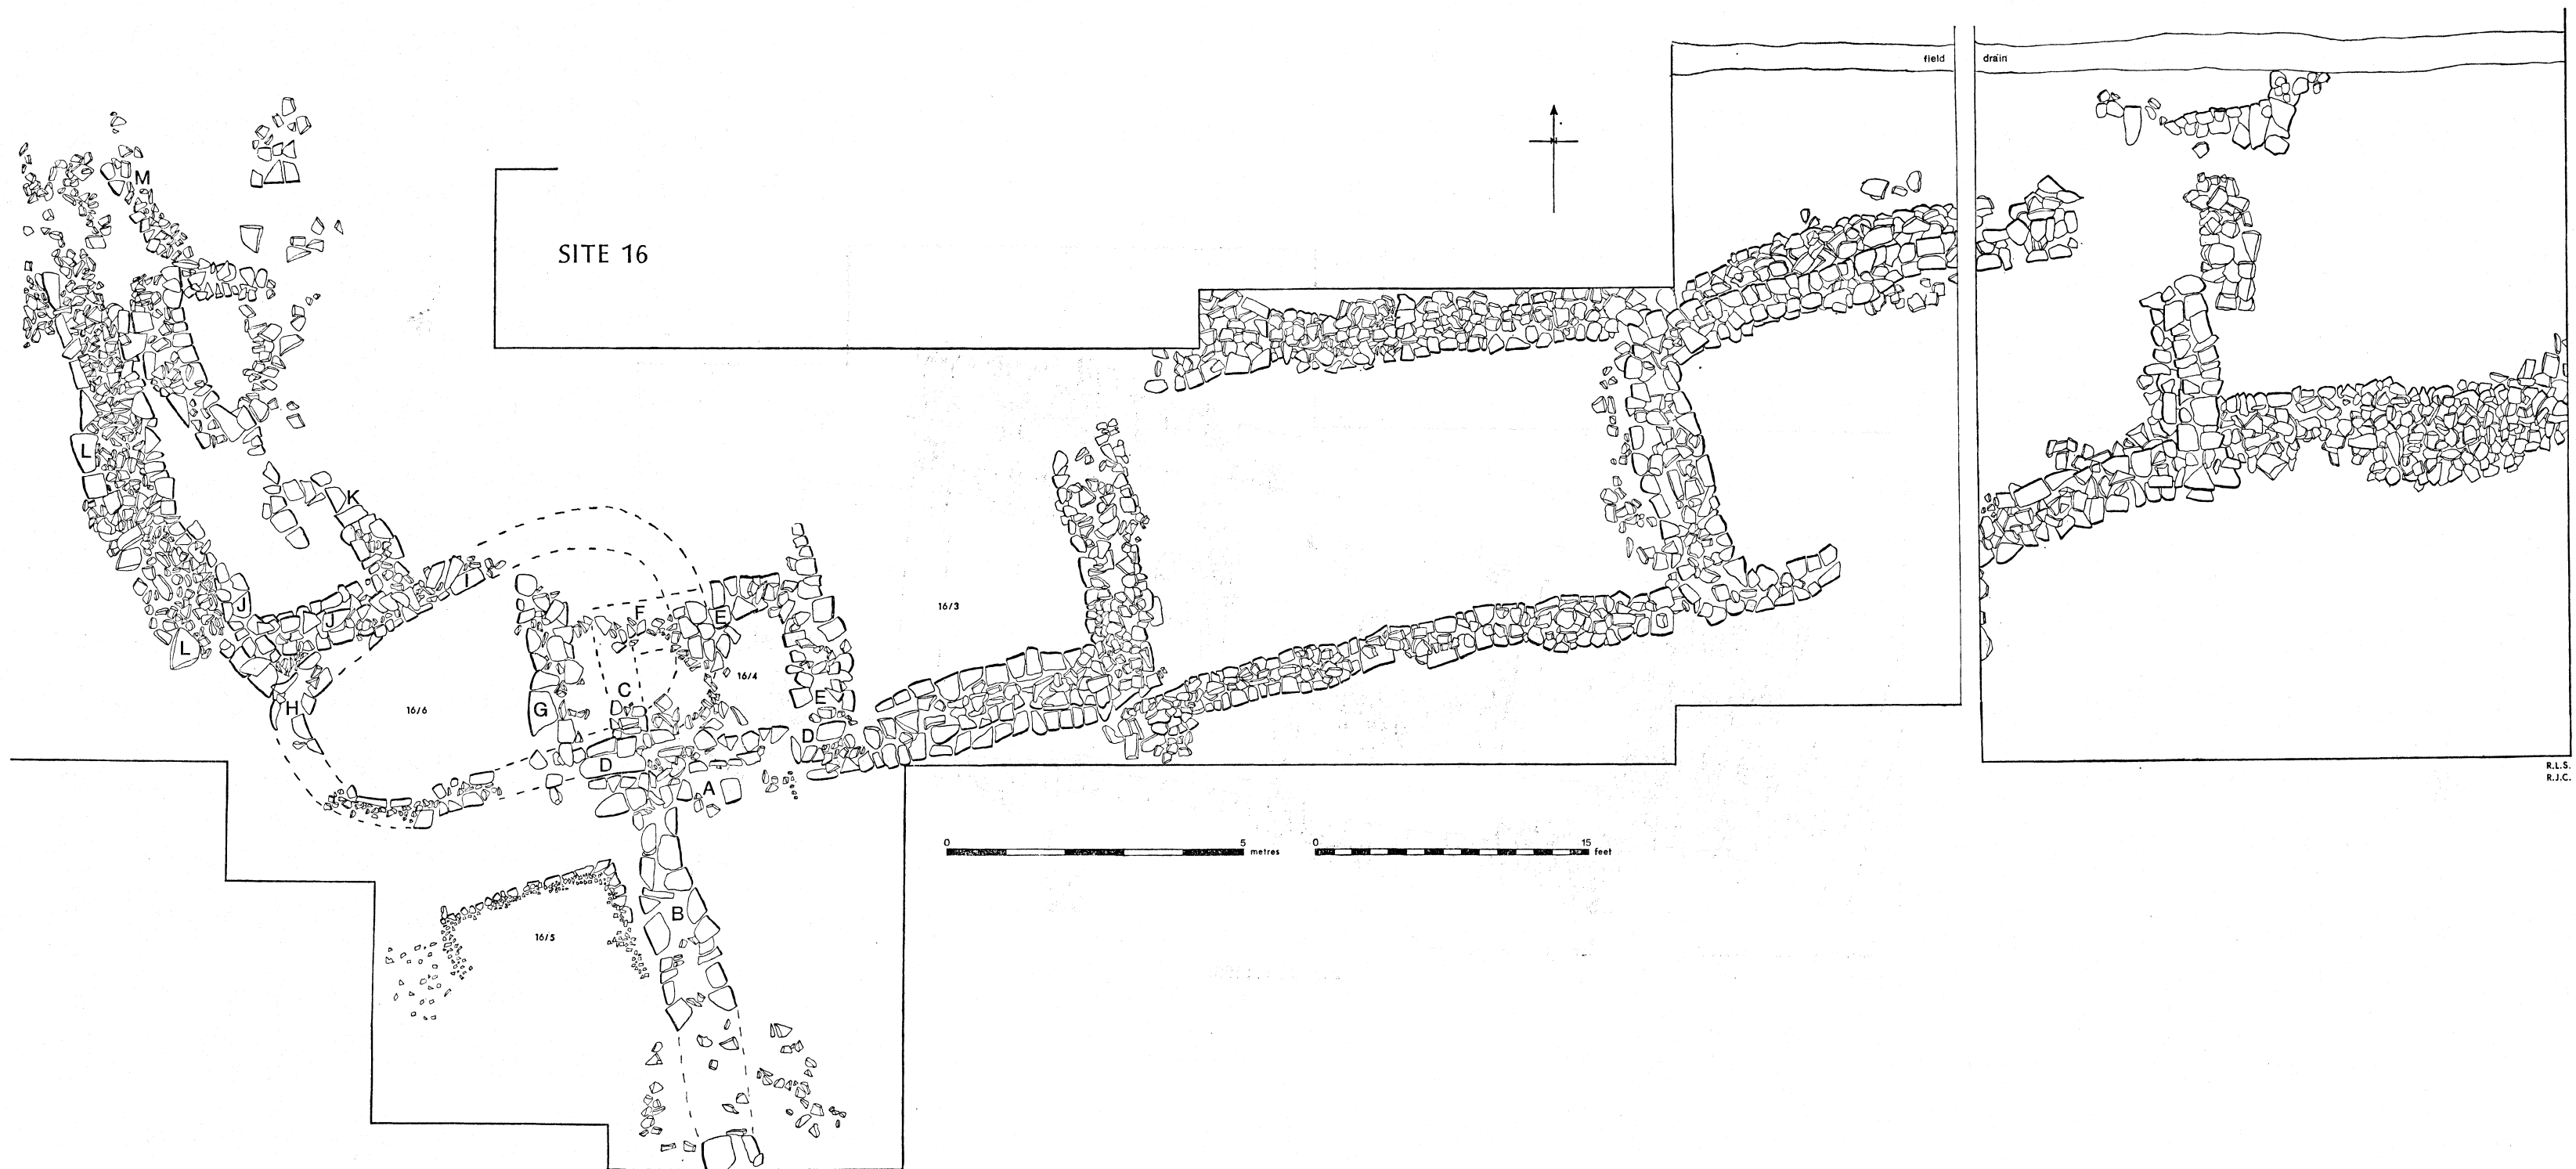 field drain
M
SITE 16
L
K
I
J
J
F
E
16/3
L
16/4
C
E
H
16/6
G
D
D
A
R.L.S.
R.J.C.
0 5 metres
0 15 feet
B
16/5